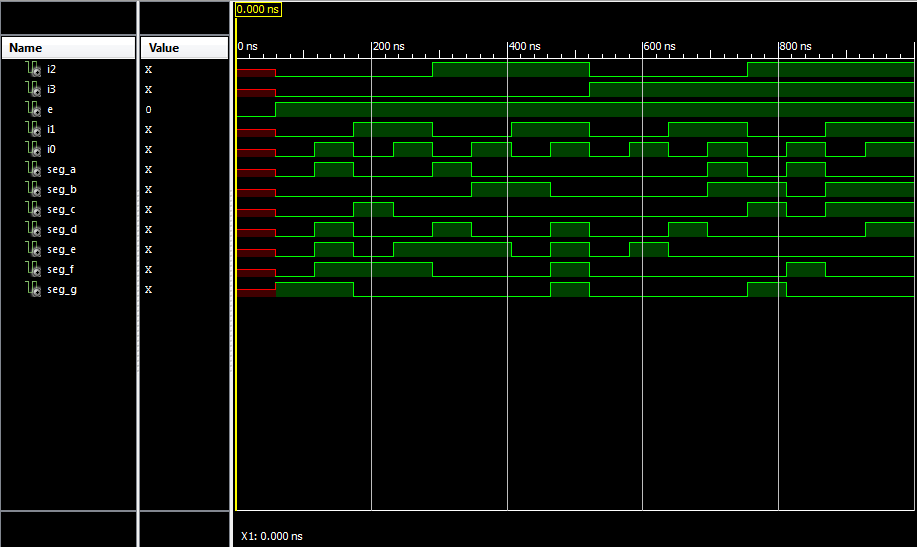 0.000 ns
Name
Value
0 ns
200 ns
400 ns
600 ns
800 ns
i2
X
i3
X
e
0
i1
X
i0
X
seg_a
X
seg_b
X
seg_c
X
seg_d
X
seg_e
X
seg_f
X
seg_g
X
X1: 0.000 ns